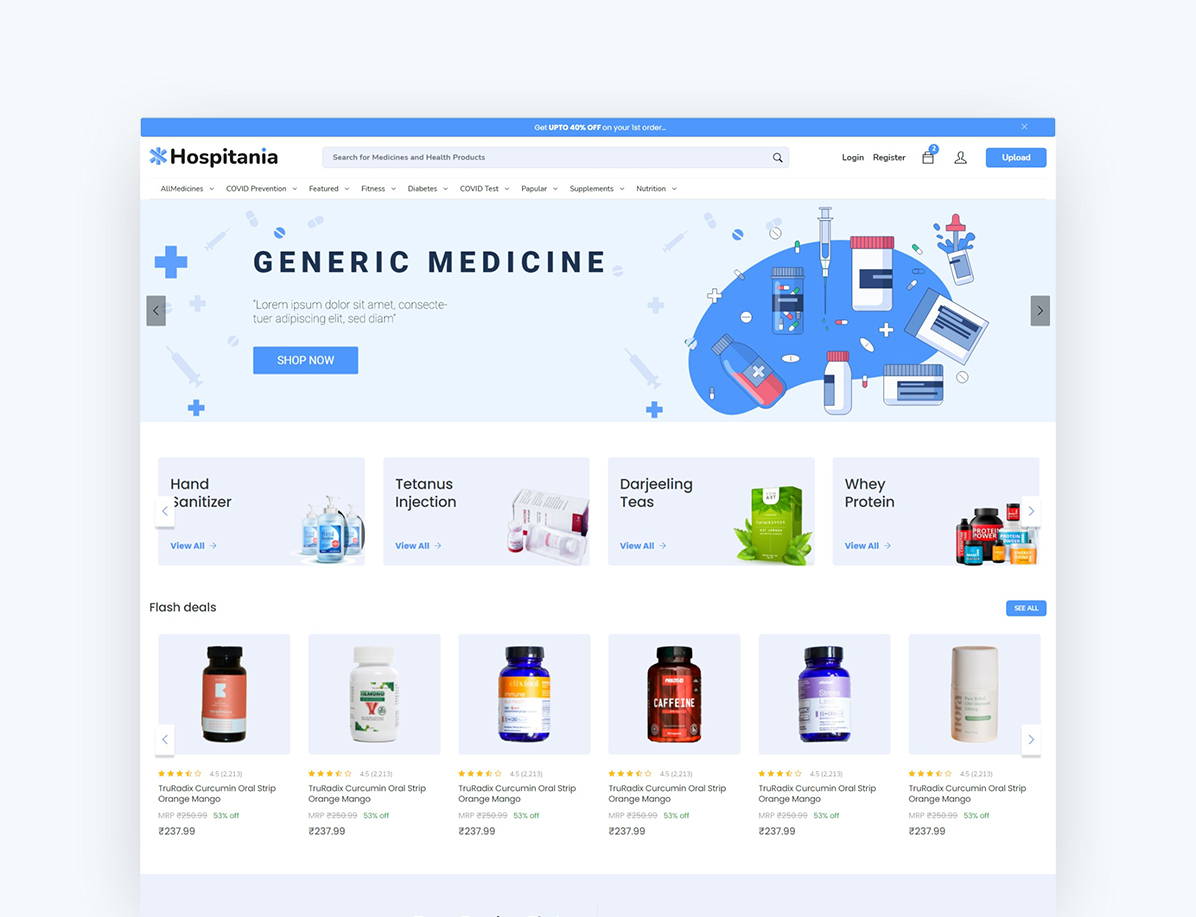 Get UPTO 40% OFF on your 1st order...
Hospitania
Search for Medicines and Health Products
Login Register 2 Upload
AllMedicines COVID Prevention Featured Fitness Diabetes COVID Test Papular Supplements Nutrition
GENERIC MEDICINE
"Lorem ipsum dolor sit amet, consecte-
tuer adipiscing elit, sed diam"
SHOP NOW
Hand
Sanitizer
View All
Tetanus
Injection
View All
Darjeeling
Teas
View All
Whey
Protein
View All
PROTEIN
POWER
Flash deals
SEE ALL
CAFFEINE
4.5 (2,213)
TruRadix Curcumin Oral Strip
Orange Mango
MRP ₹250.99 53% off
₹237.99
4.5 (2,213)
TruRadix Curcumin Oral Strip
Orange Mango
MRP ₹250.99 53% off
₹237.99
4.5 (2,213)
TruRadix Curcumin Oral Strip
Orange Mango
MRP ₹250.99 53% off
₹237.99
4.5 (2,213)
TruRadix Curcumin Oral Strip
Orange Mango
MRP ₹250.99 53% off
₹237.99
4.5 (2,213)
TruRadix Curcumin Oral Strip
Orange Mango
MRP ₹250.99 53% off
₹237.99
4.5 (2,213)
TruRadix Curcumin Oral Strip
Orange Mango
MRP ₹250.99 53% off
₹237.99